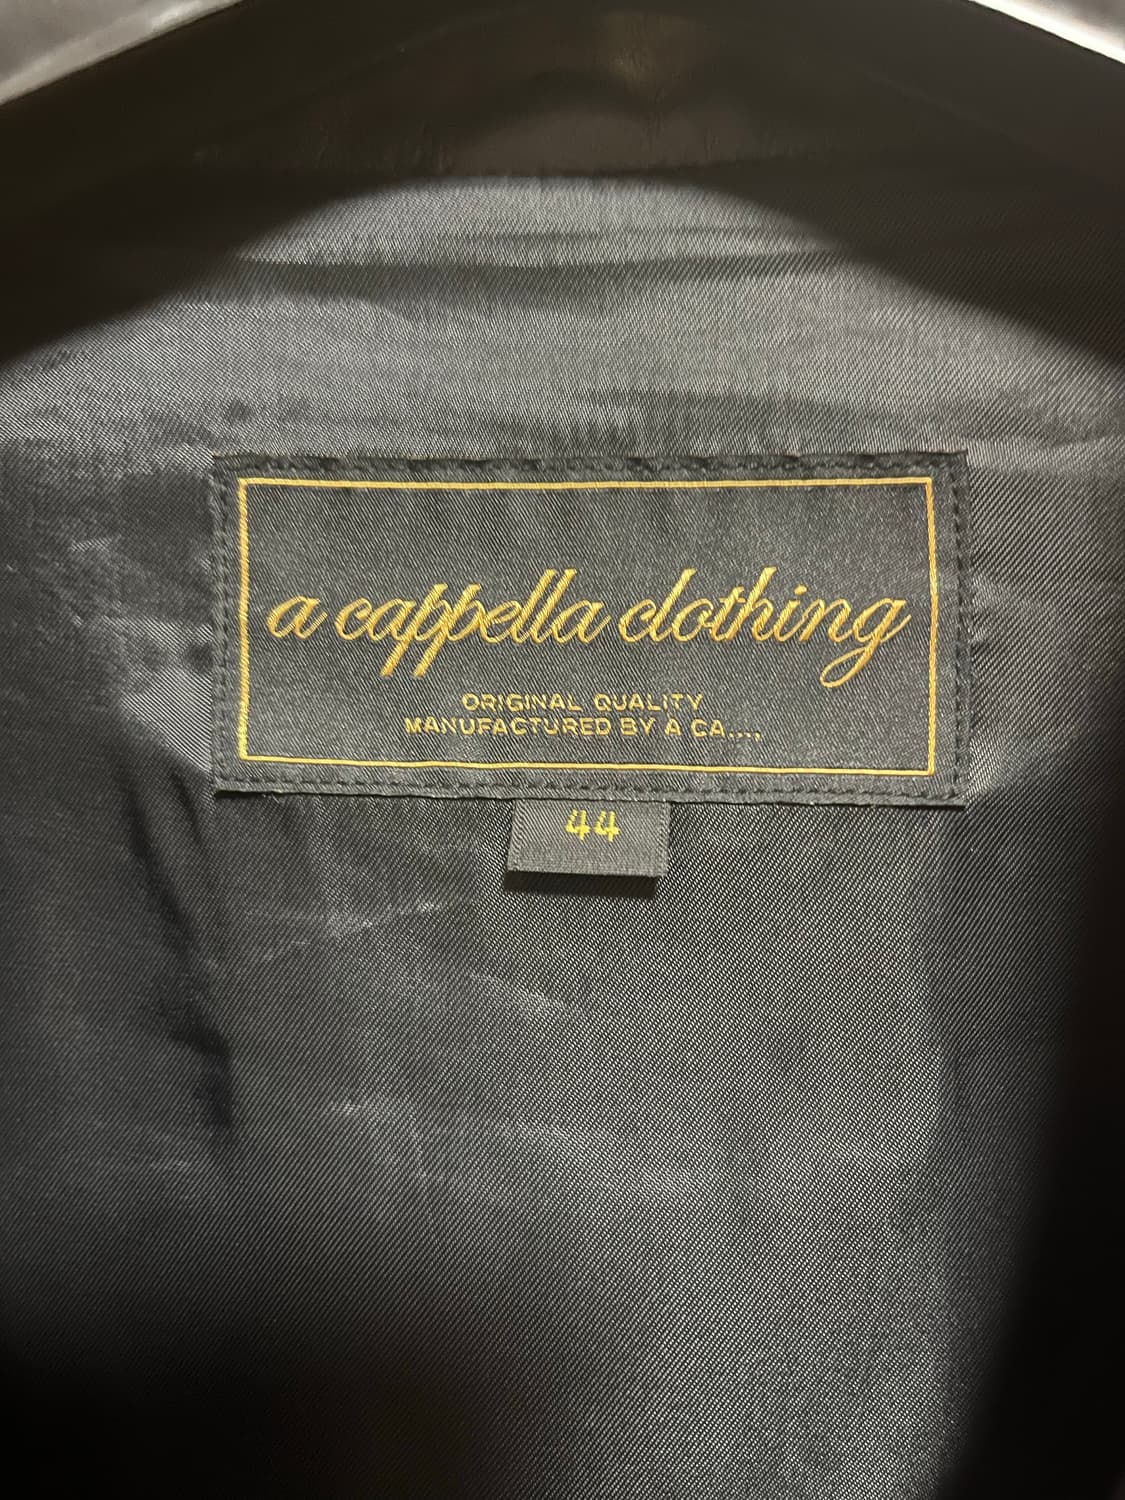 a cappella clothing
ORIGINAL QUALITY
MANUFACTURED BY A CA....
44